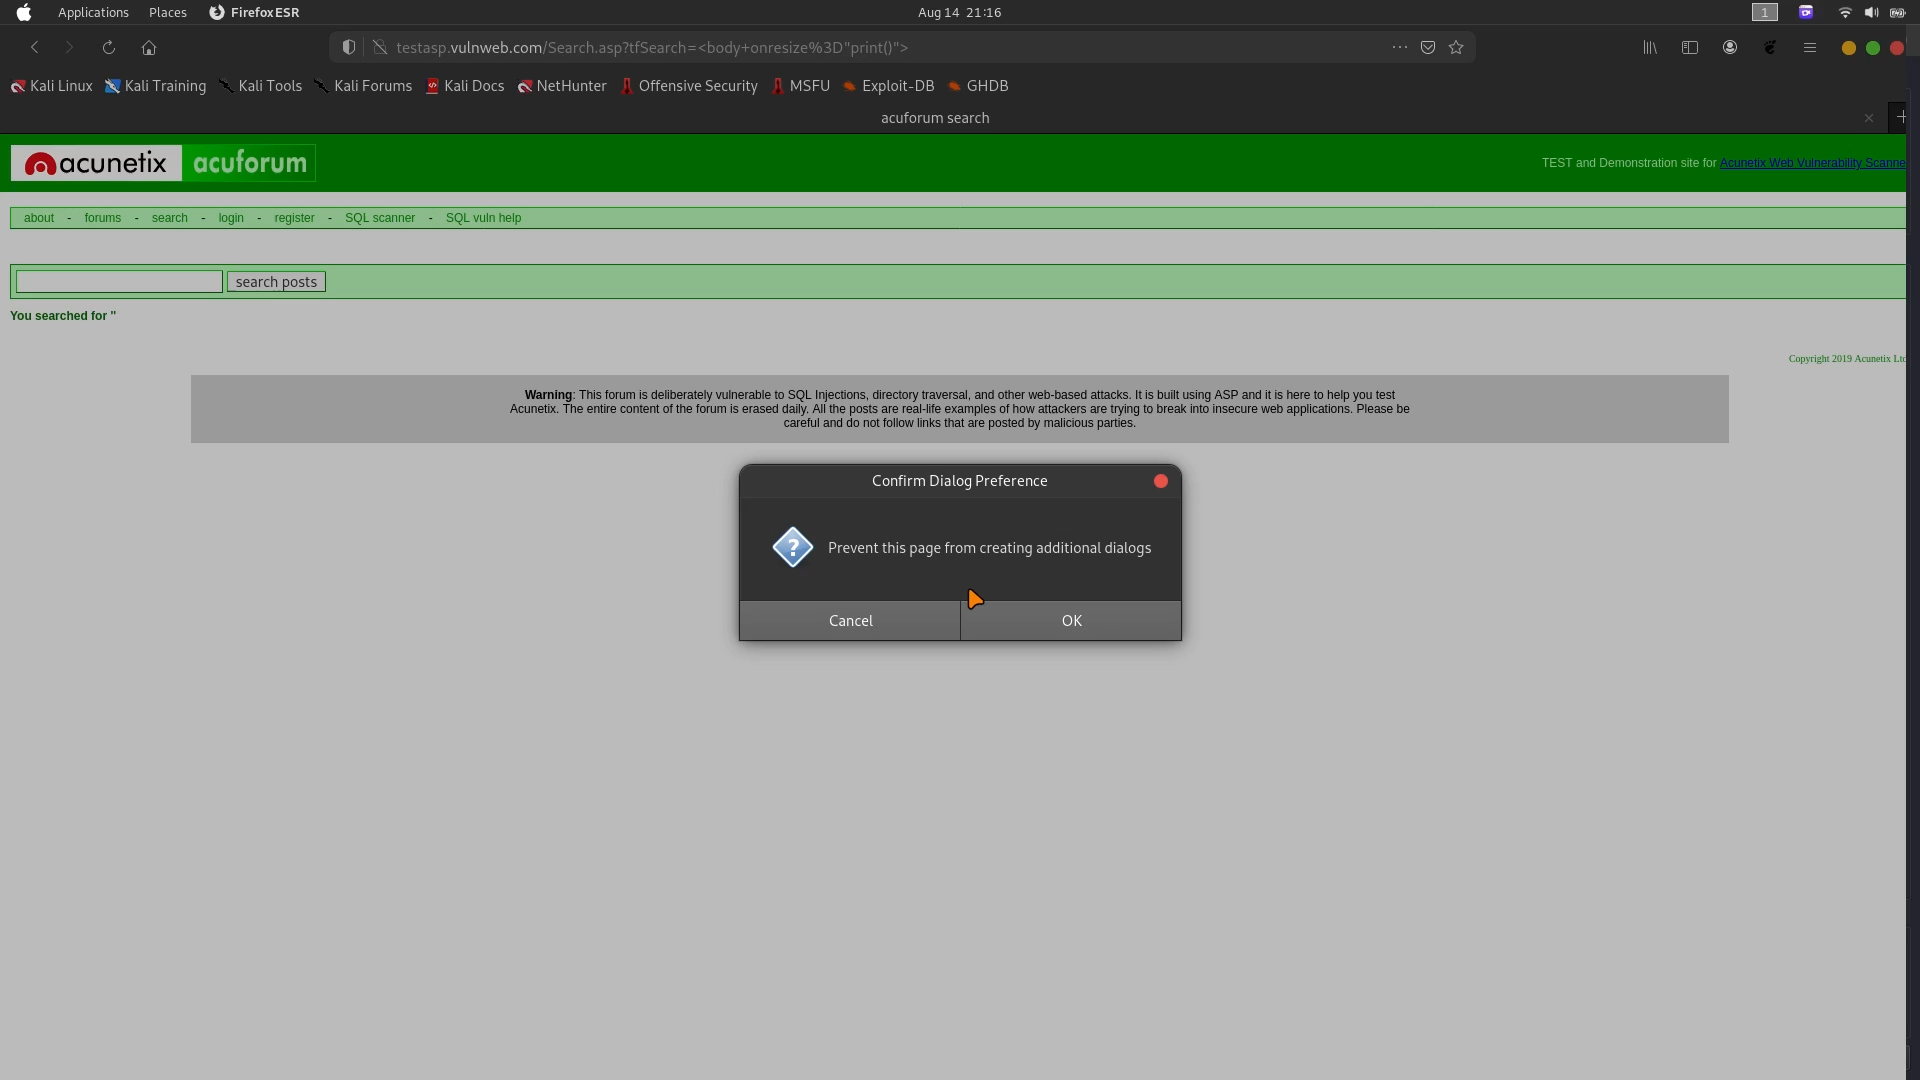 Applications Places Firefox ESR Aug 14 21:16 1
testasp.vulnweb.com/Search.asp?tfSearch=<body+onresize%3D"print()">
Kali Linux Kali Training Kali Tools Kali Forums Kali Docs NetHunter Offensive Security MSFU Exploit-DB GHDB
acuforum search
acunetix acuforum TEST and Demonstration site for Acunetix Web Vulnerability Scanne
about - forums - search - login - register - SQL scanner - SQL vuln help
search posts
You searched for ''
Copyright 2019 Acunetix Ltd
Warning: This forum is deliberately vulnerable to SQL Injections, directory traversal, and other web-based attacks. It is built using ASP and it is here to help you test
Acunetix. The entire content of the forum is erased daily. All the posts are real-life examples of how attackers are trying to break into insecure web applications. Please be
careful and do not follow links that are posted by malicious parties.
Confirm Dialog Preference
Prevent this page from creating additional dialogs
Cancel OK